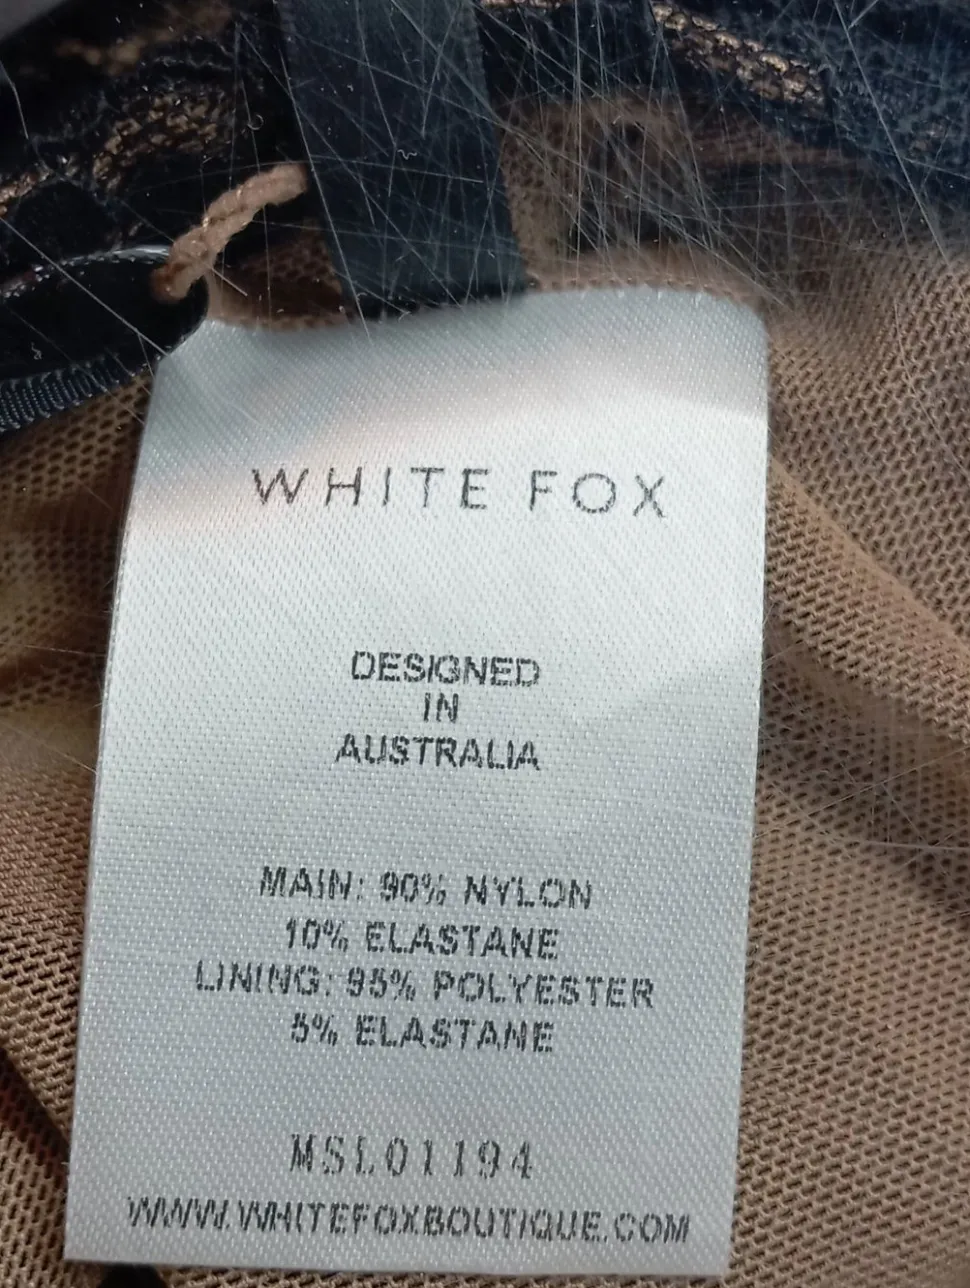 WHITE FOX
DESIGNED
IN
AUSTRALIA
MAIN: 90% NYLON
10% ELASTANE
LINING: 95% POLYESTER
5% ELASTANE
MSL01194
WWW.WHITEFOXBOUTIQUE.COM